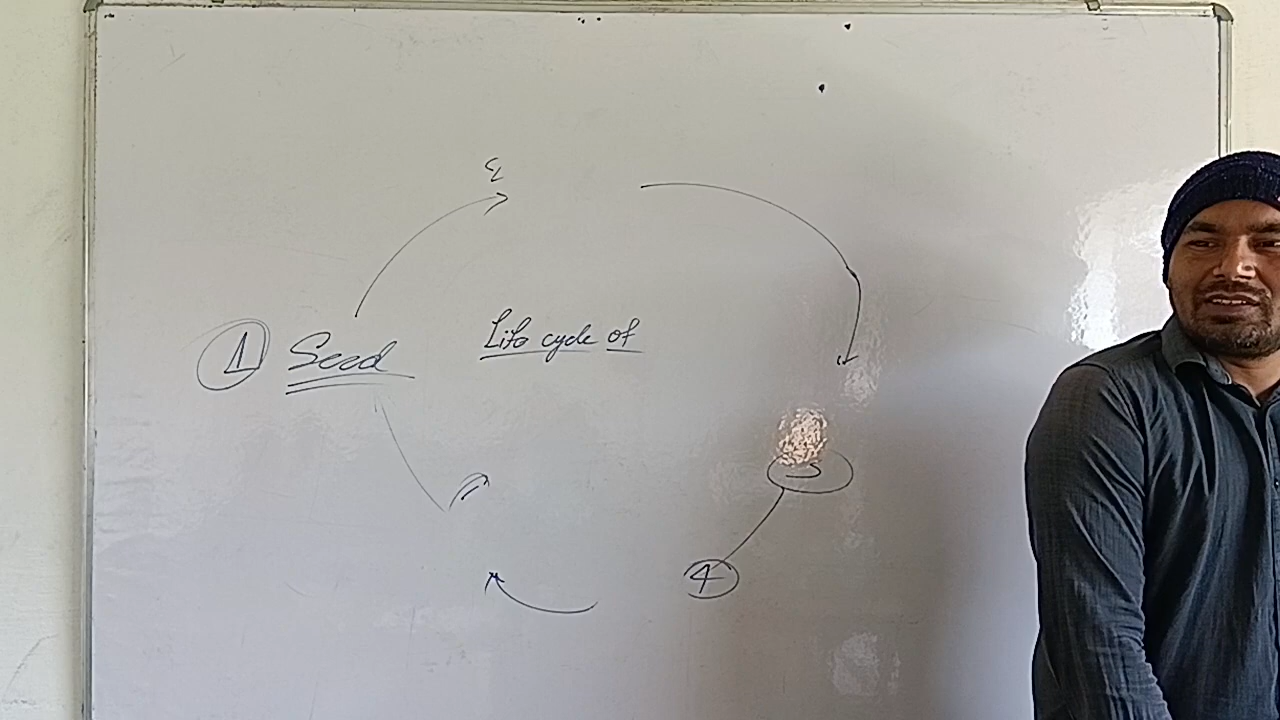 ① Seed
Life cycle of
④